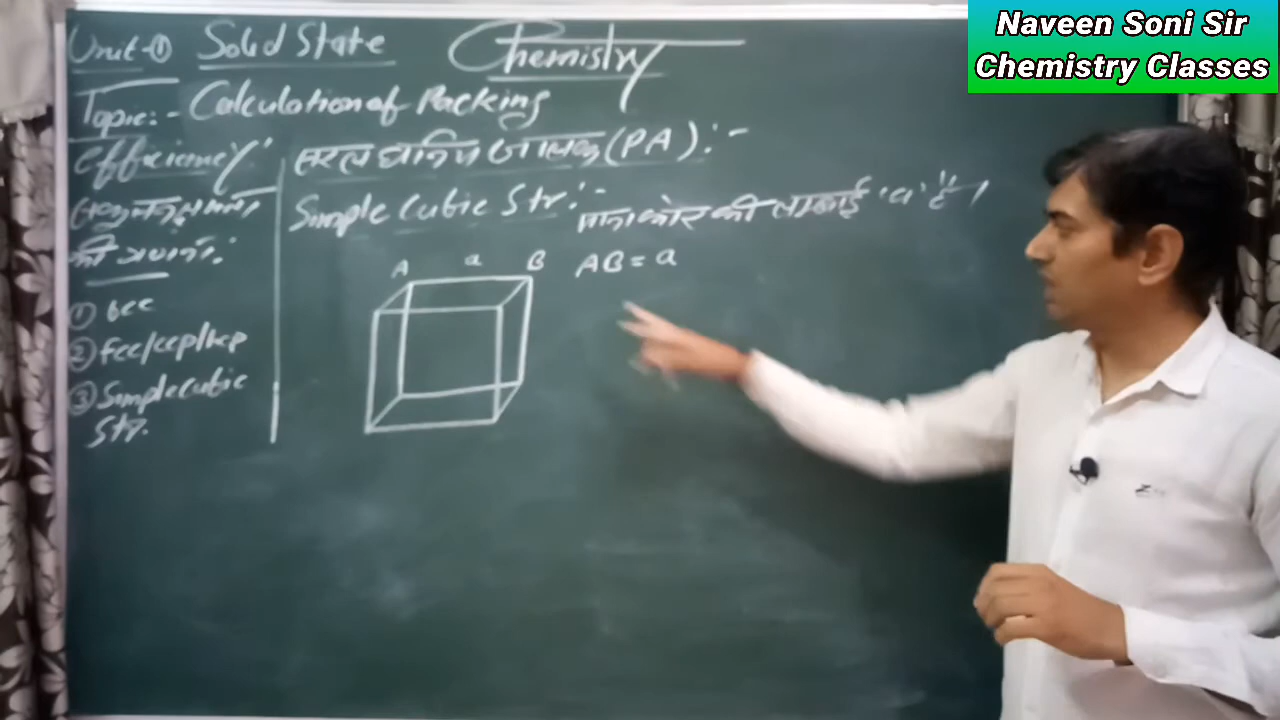 Naveen Soni Sir
Chemistry Classes
Unit-① Solid State
Chemistry
Topic:- Calculation of Packing
Efficiency:
सरल घनीय जालक (PA):-
Simple Cubic Str:-
माना कोर की लम्बाई 'a' है।
की गणना:
① bcc
② Fcc/ccp/hcp
③ Simple Cubic
Str.
A a B
AB = a